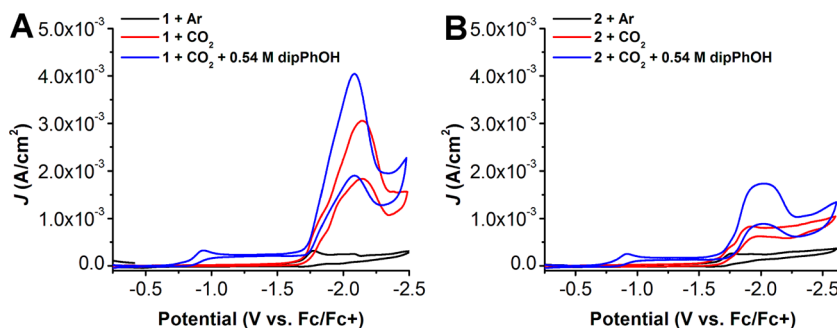 A
1 + Ar
1 + CO₂
1 + CO₂ + 0.54 M dipPhOH
5.0x10⁻³
4.0x10⁻³
3.0x10⁻³
2.0x10⁻³
1.0x10⁻³
0.0
J (A/cm²)
-0.5 -1.0 -1.5 -2.0 -2.5
Potential (V vs. Fc/Fc+)
B
2 + Ar
2 + CO₂
2 + CO₂ + 0.54 M dipPhOH
5.0x10⁻³
4.0x10⁻³
3.0x10⁻³
2.0x10⁻³
1.0x10⁻³
0.0
J (A/cm²)
-0.5 -1.0 -1.5 -2.0 -2.5
Potential (V vs. Fc/Fc+)